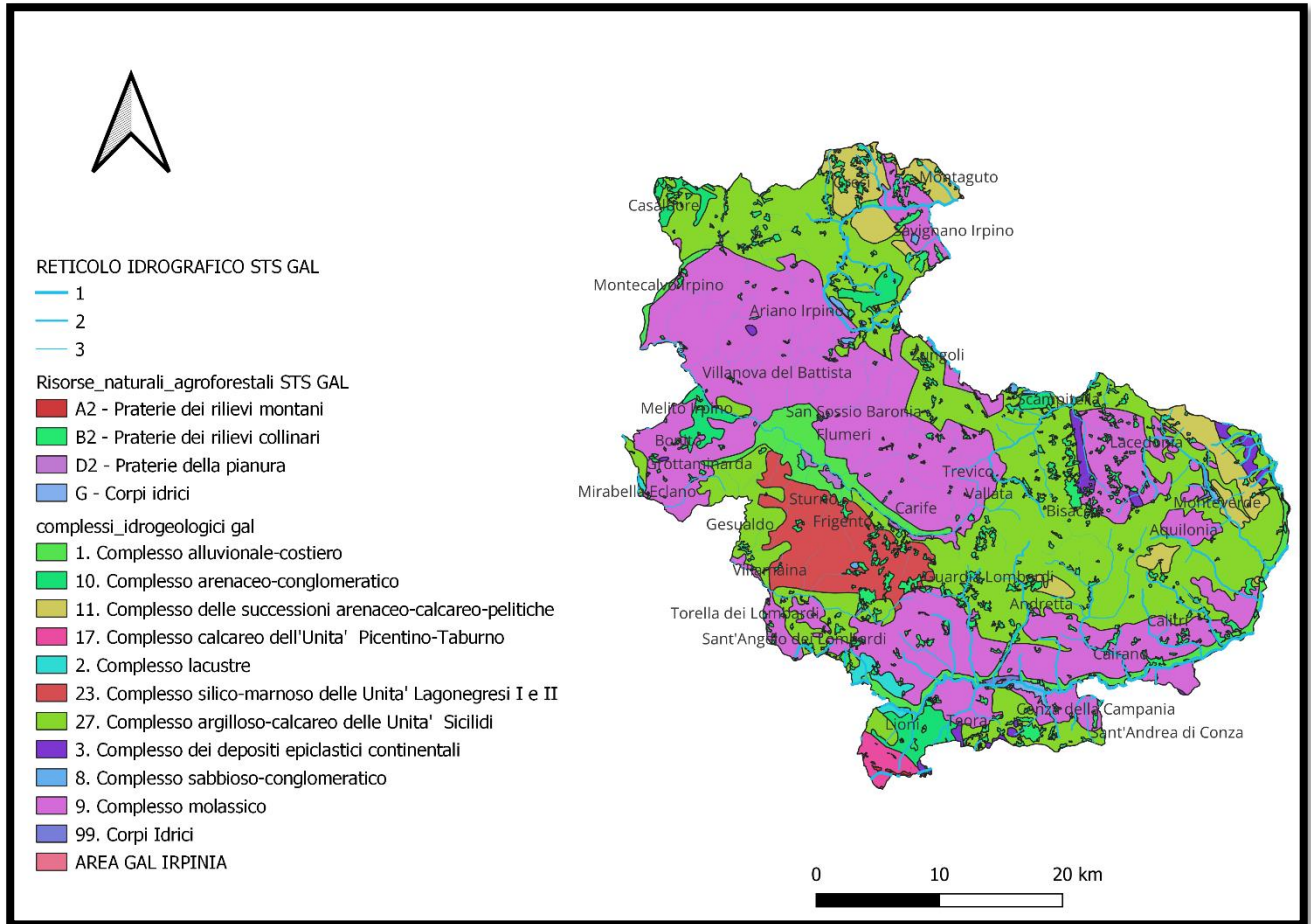 RETICOLO IDROGRAFICO STS GAL
1
2
3
Risorse_naturali_agroforestali STS GAL
A2 - Praterie dei rilievi montani
B2 - Praterie dei rilievi collinari
D2 - Praterie della pianura
G - Corpi idrici
complessi_idrogeologici gal
1. Complesso alluvionale-costiero
10. Complesso arenaceo-conglomeratico
11. Complesso delle successioni arenaceo-calcareo-pelitiche
17. Complesso calcareo dell'Unita' Picentino-Taburno
2. Complesso lacustre
23. Complesso silico-marnoso delle Unita' Lagonegresi I e II
27. Complesso argilloso-calcareo delle Unita' Sicilidi
3. Complesso dei depositi epiclastici continentali
8. Complesso sabbioso-conglomeratico
9. Complesso molassico
99. Corpi Idrici
AREA GAL IRPINIA
Montaguto
Casalbore
Savignano Irpino
Montecalvo Irpino
Ariano Irpino
Zungoli
Villanova del Battista
Scampitella
Melito Irpino
San Sossio Baronia
Flumeri
Bonito
Lacedonia
Grottaminarda
Trevico
Mirabella Eclano
Sturno
Vallata
Monteverde
Carife
Bisaccia
Gesualdo
Frigento
Aquilonia
Villamaina
Guardia Lombardi
Andretta
Torella dei Lombardi
Calitri
Sant'Angelo dei Lombardi
Cairano
Conza della Campania
Lioni
Teora
Sant'Andrea di Conza
0 10 20 km